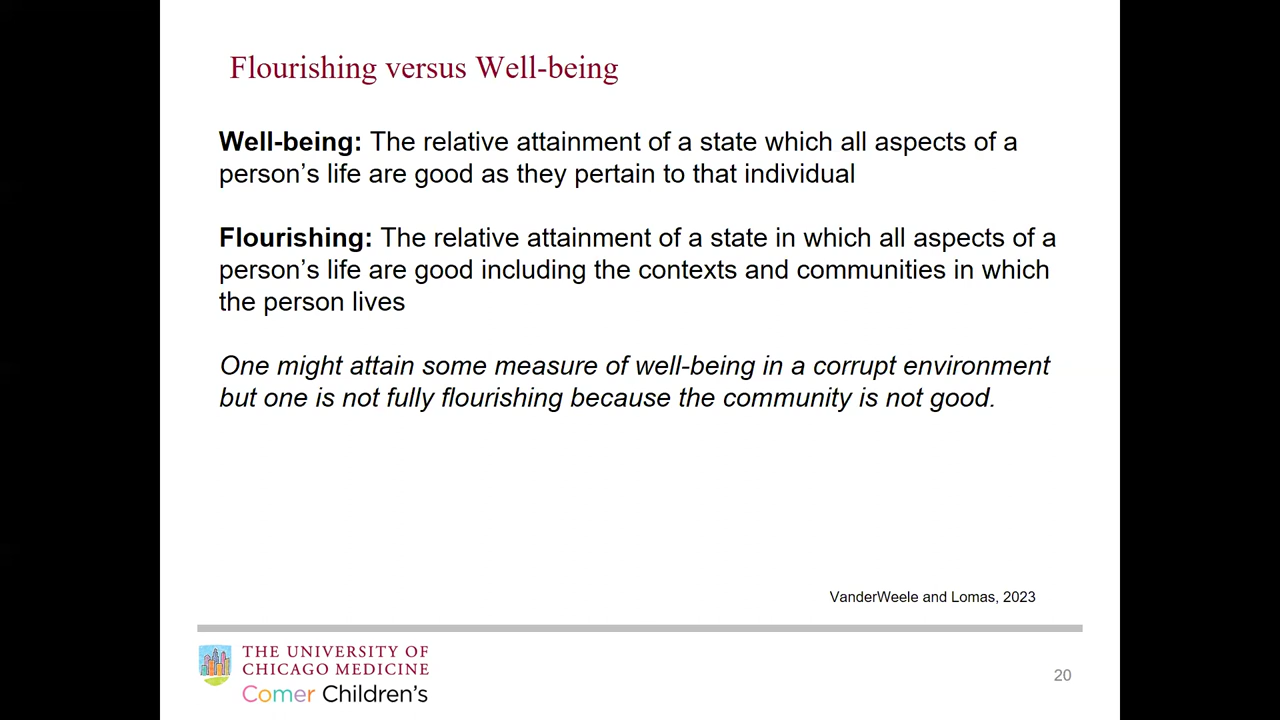 Flourishing versus Well-being
Well-being: The relative attainment of a state which all aspects of a
person’s life are good as they pertain to that individual
Flourishing: The relative attainment of a state in which all aspects of a
person’s life are good including the contexts and communities in which
the person lives
One might attain some measure of well-being in a corrupt environment
but one is not fully flourishing because the community is not good.
VanderWeele and Lomas, 2023
THE UNIVERSITY OF
CHICAGO MEDICINE
Comer Children’s
20